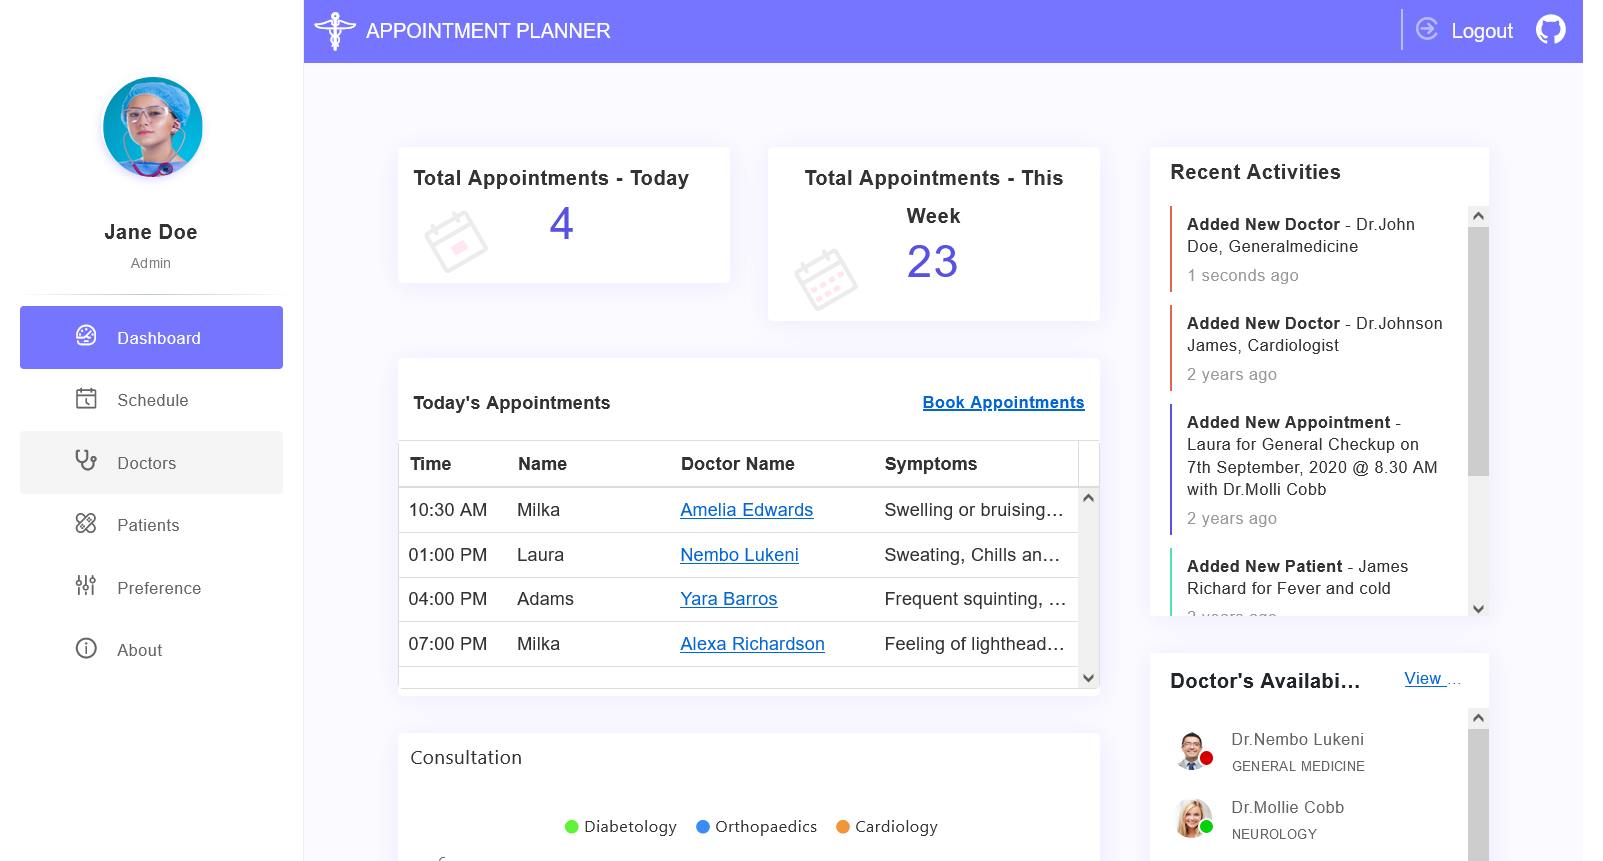 APPOINTMENT PLANNER
Logout
Jane Doe
Admin
Dashboard
Schedule
Doctors
Patients
Preference
About
Total Appointments - Today
4
Total Appointments - This
Week
23
Today's Appointments
Book Appointments
Time Name Doctor Name Symptoms
10:30 AM Milka Amelia Edwards Swelling or bruising…
01:00 PM Laura Nembo Lukeni Sweating, Chills an…
04:00 PM Adams Yara Barros Frequent squinting, …
07:00 PM Milka Alexa Richardson Feeling of lighthead…
Consultation
Diabetology Orthopaedics Cardiology
Recent Activities
Added New Doctor - Dr.John
Doe, Generalmedicine
1 seconds ago
Added New Doctor - Dr.Johnson
James, Cardiologist
2 years ago
Added New Appointment -
Laura for General Checkup on
7th September, 2020 @ 8.30 AM
with Dr.Molli Cobb
2 years ago
Added New Patient - James
Richard for Fever and cold
2 years ago
Doctor's Availabi…
View …
Dr.Nembo Lukeni
GENERAL MEDICINE
Dr.Mollie Cobb
NEUROLOGY